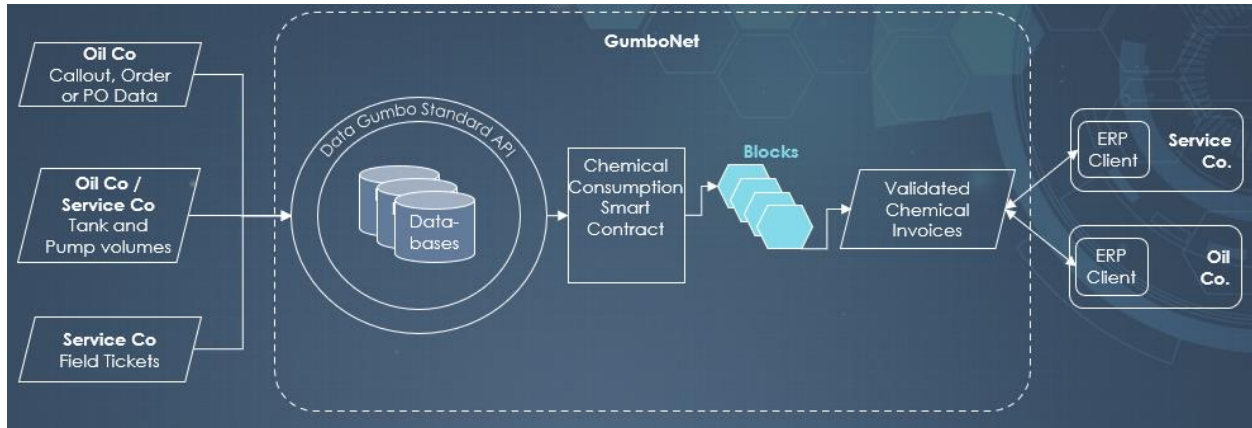 GumboNet
Oil Co
Callout, Order
or PO Data
Oil Co /
Service Co
Tank and
Pump volumes
Service Co
Field Tickets
Data Gumbo Standard API
Data-
bases
Chemical
Consumption
Smart
Contract
Blocks
Validated
Chemical
Invoices
ERP
Client
Service
Co.
ERP
Client
Oil
Co.